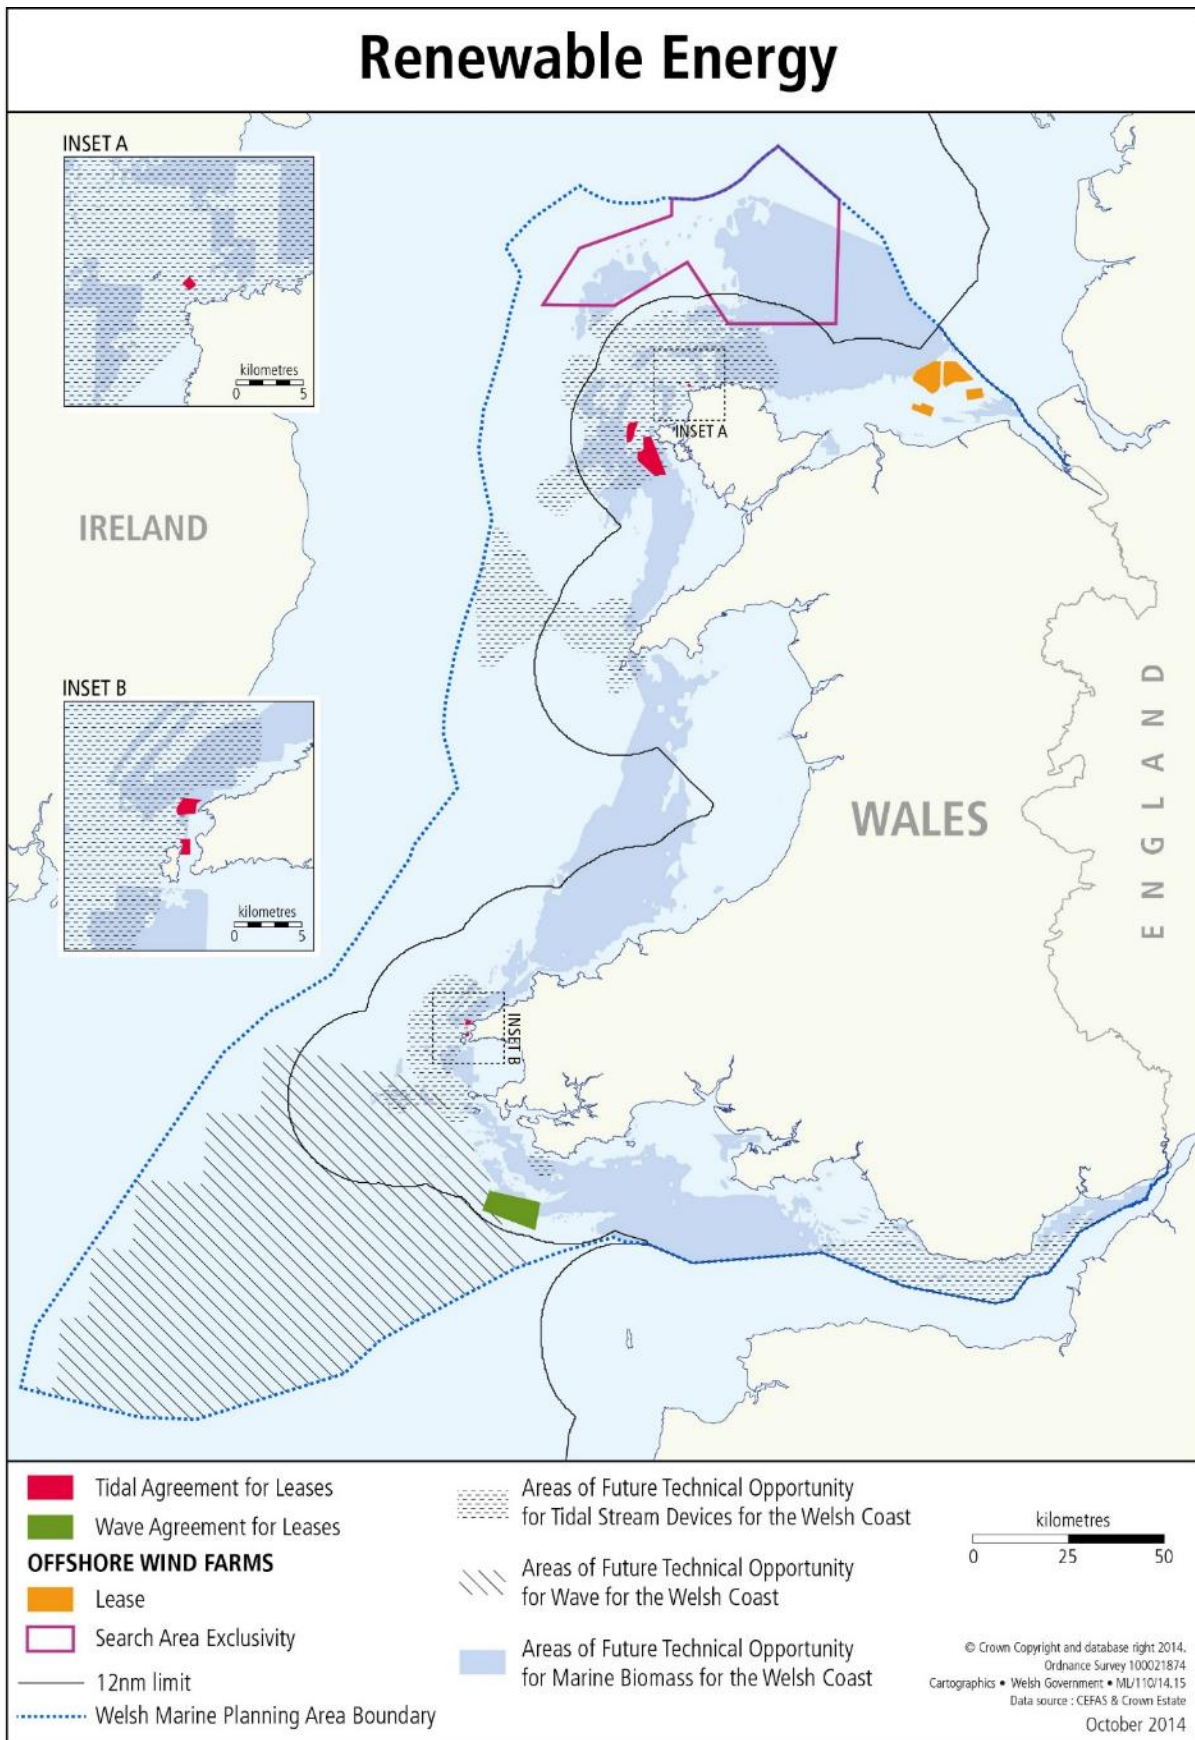 Renewable Energy
INSET A
kilometres
0 5
INSET A
IRELAND
INSET B
kilometres
0 5
WALES
ENGLAND
INSET B
Tidal Agreement for Leases
Wave Agreement for Leases
OFFSHORE WIND FARMS
Lease
Search Area Exclusivity
12nm limit
Welsh Marine Planning Area Boundary
Areas of Future Technical Opportunity
for Tidal Stream Devices for the Welsh Coast
Areas of Future Technical Opportunity
for Wave for the Welsh Coast
Areas of Future Technical Opportunity
for Marine Biomass for the Welsh Coast
kilometres
0 25 50
© Crown Copyright and database right 2014.
Ordnance Survey 100021874
Cartographics • Welsh Government • ML/110/14.15
Data source : CEFAS & Crown Estate
October 2014